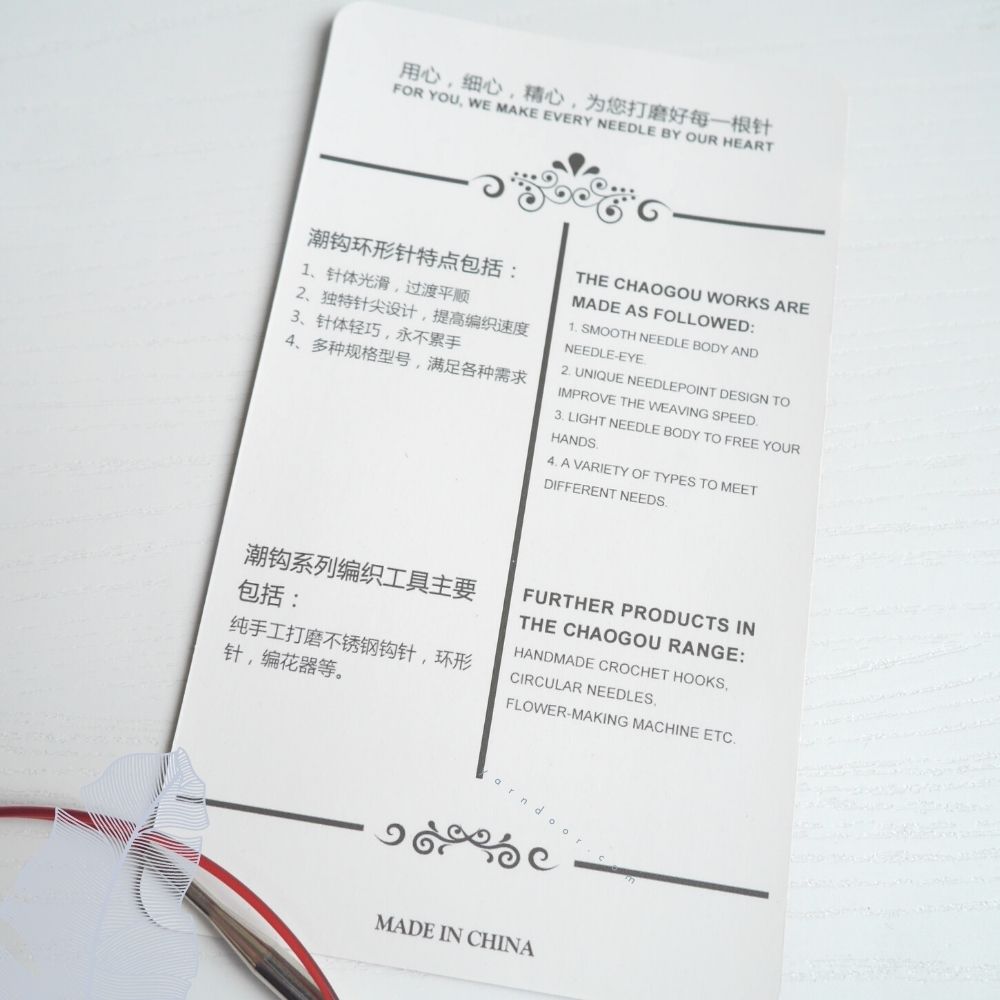 用心，细心，精心，为您打磨好每一根针
FOR YOU, WE MAKE EVERY NEEDLE BY OUR HEART
潮钩环形针特点包括：
1、针体光滑，过渡平顺
2、独特针尖设计，提高编织速度
3、针体轻巧，永不累手
4、多种规格型号，满足各种需求
THE CHAOGOU WORKS ARE
MADE AS FOLLOWED:
1. SMOOTH NEEDLE BODY AND
NEEDLE-EYE.
2. UNIQUE NEEDLEPOINT DESIGN TO
IMPROVE THE WEAVING SPEED.
3. LIGHT NEEDLE BODY TO FREE YOUR
HANDS.
4. A VARIETY OF TYPES TO MEET
DIFFERENT NEEDS.
潮钩系列编织工具主要
包括：
纯手工打磨不锈钢钩针，环形
针，编花器等。
FURTHER PRODUCTS IN
THE CHAOGOU RANGE:
HANDMADE CROCHET HOOKS,
CIRCULAR NEEDLES,
FLOWER-MAKING MACHINE ETC.
yarndoor.com
MADE IN CHINA